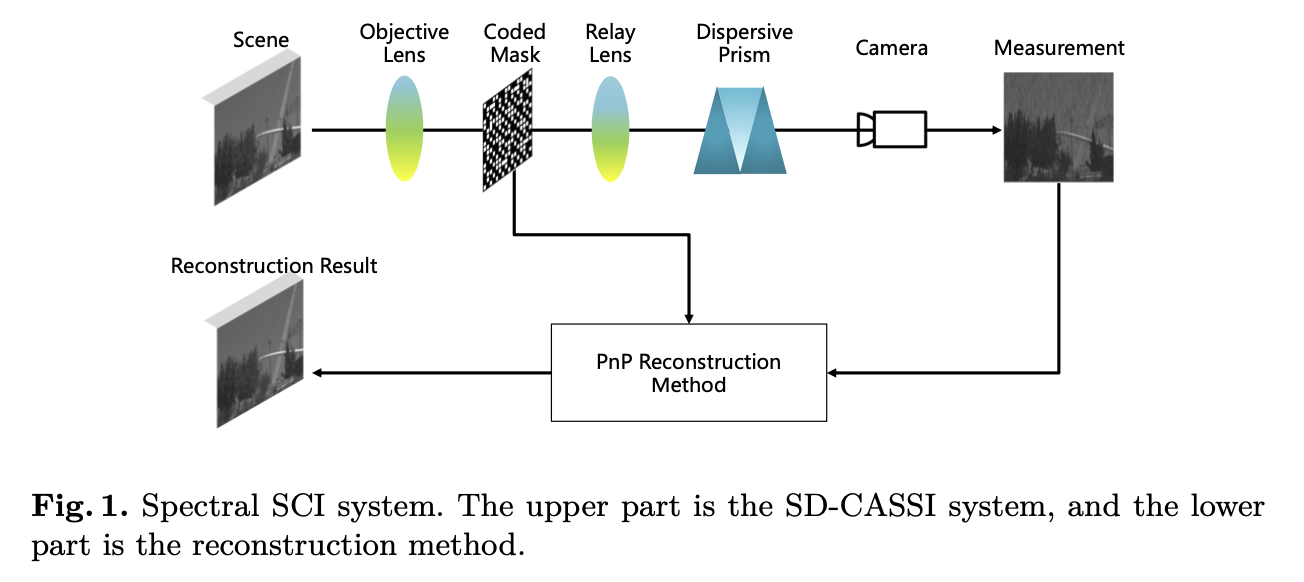 Scene
Objective
Lens
Coded
Mask
Relay
Lens
Dispersive
Prism
Camera
Measurement
Reconstruction Result
PnP Reconstruction
Method
Fig. 1. Spectral SCI system. The upper part is the SD-CASSI system, and the lower
part is the reconstruction method.